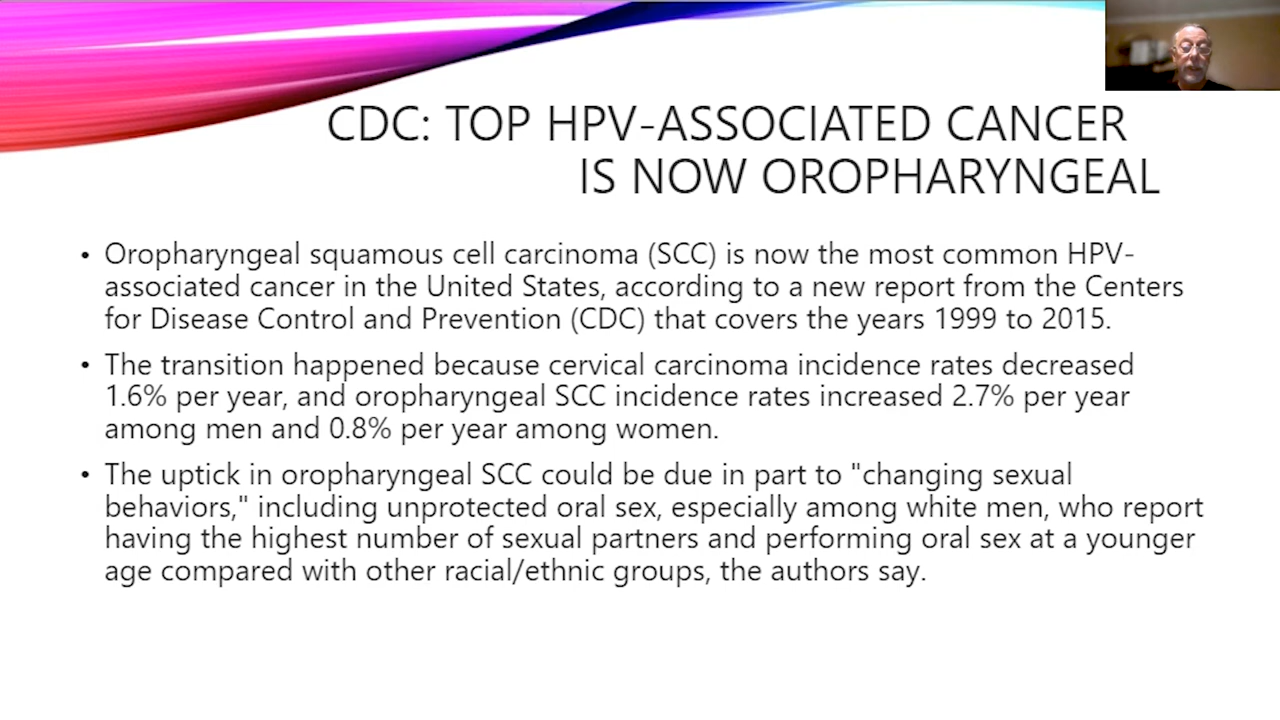 CDC: TOP HPV-ASSOCIATED CANCER
IS NOW OROPHARYNGEAL
• Oropharyngeal squamous cell carcinoma (SCC) is now the most common HPV-
associated cancer in the United States, according to a new report from the Centers
for Disease Control and Prevention (CDC) that covers the years 1999 to 2015.
• The transition happened because cervical carcinoma incidence rates decreased
1.6% per year, and oropharyngeal SCC incidence rates increased 2.7% per year
among men and 0.8% per year among women.
• The uptick in oropharyngeal SCC could be due in part to "changing sexual
behaviors," including unprotected oral sex, especially among white men, who report
having the highest number of sexual partners and performing oral sex at a younger
age compared with other racial/ethnic groups, the authors say.